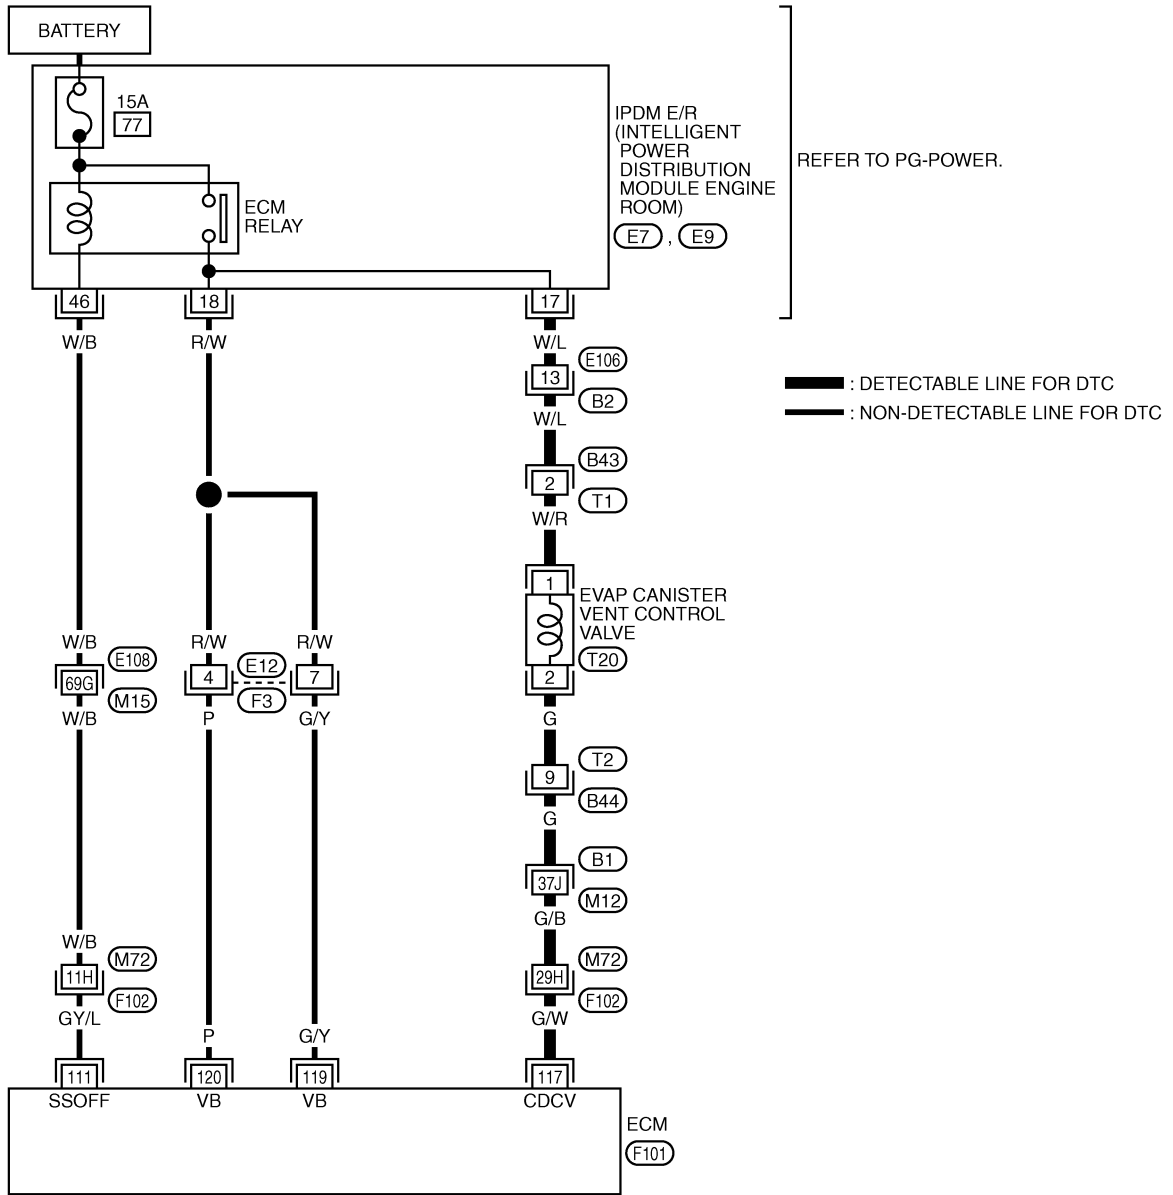 BATTERY
15A
77
IPDM E/R
(INTELLIGENT
POWER
DISTRIBUTION
MODULE ENGINE
ROOM)
E7 , E9
REFER TO PG-POWER.
ECM
RELAY
46
18
17
W/B
R/W
W/L
E106
13
B2
W/L
: DETECTABLE LINE FOR DTC
: NON-DETECTABLE LINE FOR DTC
B43
2
T1
W/R
1
EVAP CANISTER
VENT CONTROL
VALVE
T20
2
W/B
R/W
R/W
E108
69G
M15
4
E12
F3
7
W/B
P
G/Y
G
T2
9
B44
G
B1
37J
M12
G/B
W/B
M72
11H
F102
GY/L
M72
29H
F102
G/W
P
G/Y
111
120
119
117
SSOFF
VB
VB
CDCV
ECM
F101